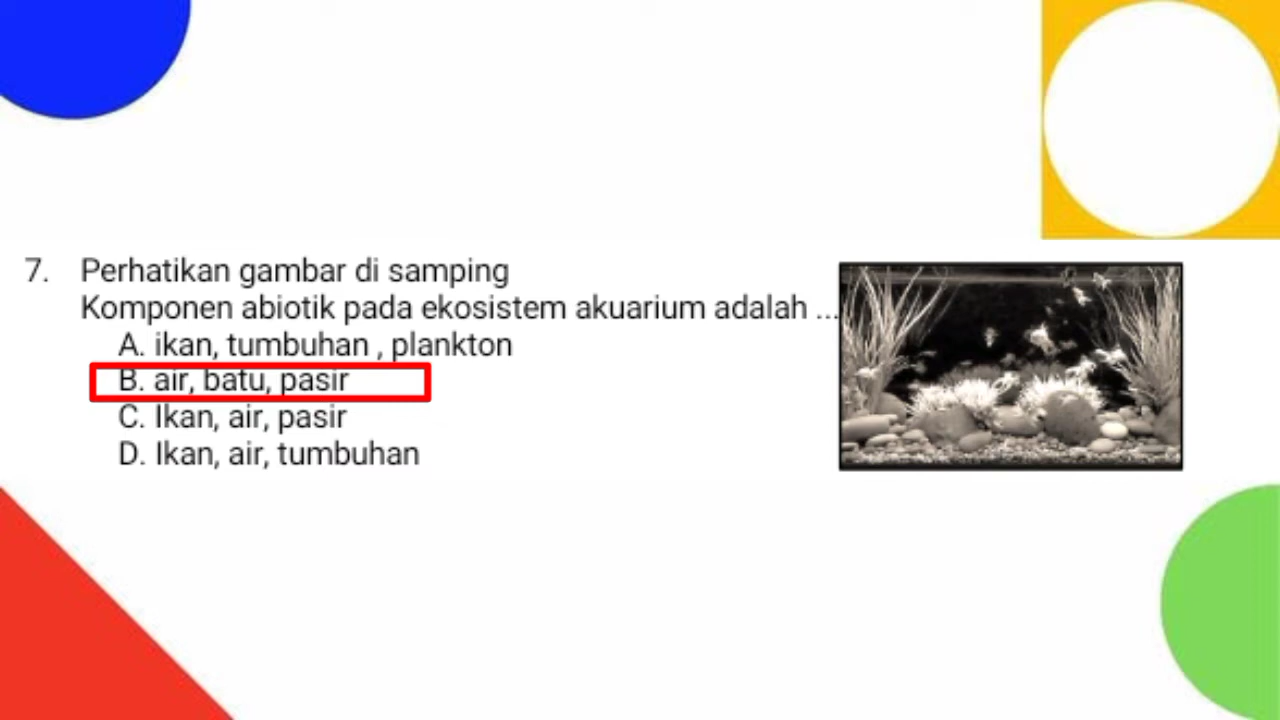 7. Perhatikan gambar di samping
Komponen abiotik pada ekosistem akuarium adalah ...
A. ikan, tumbuhan , plankton
B. air, batu, pasir
C. Ikan, air, pasir
D. Ikan, air, tumbuhan